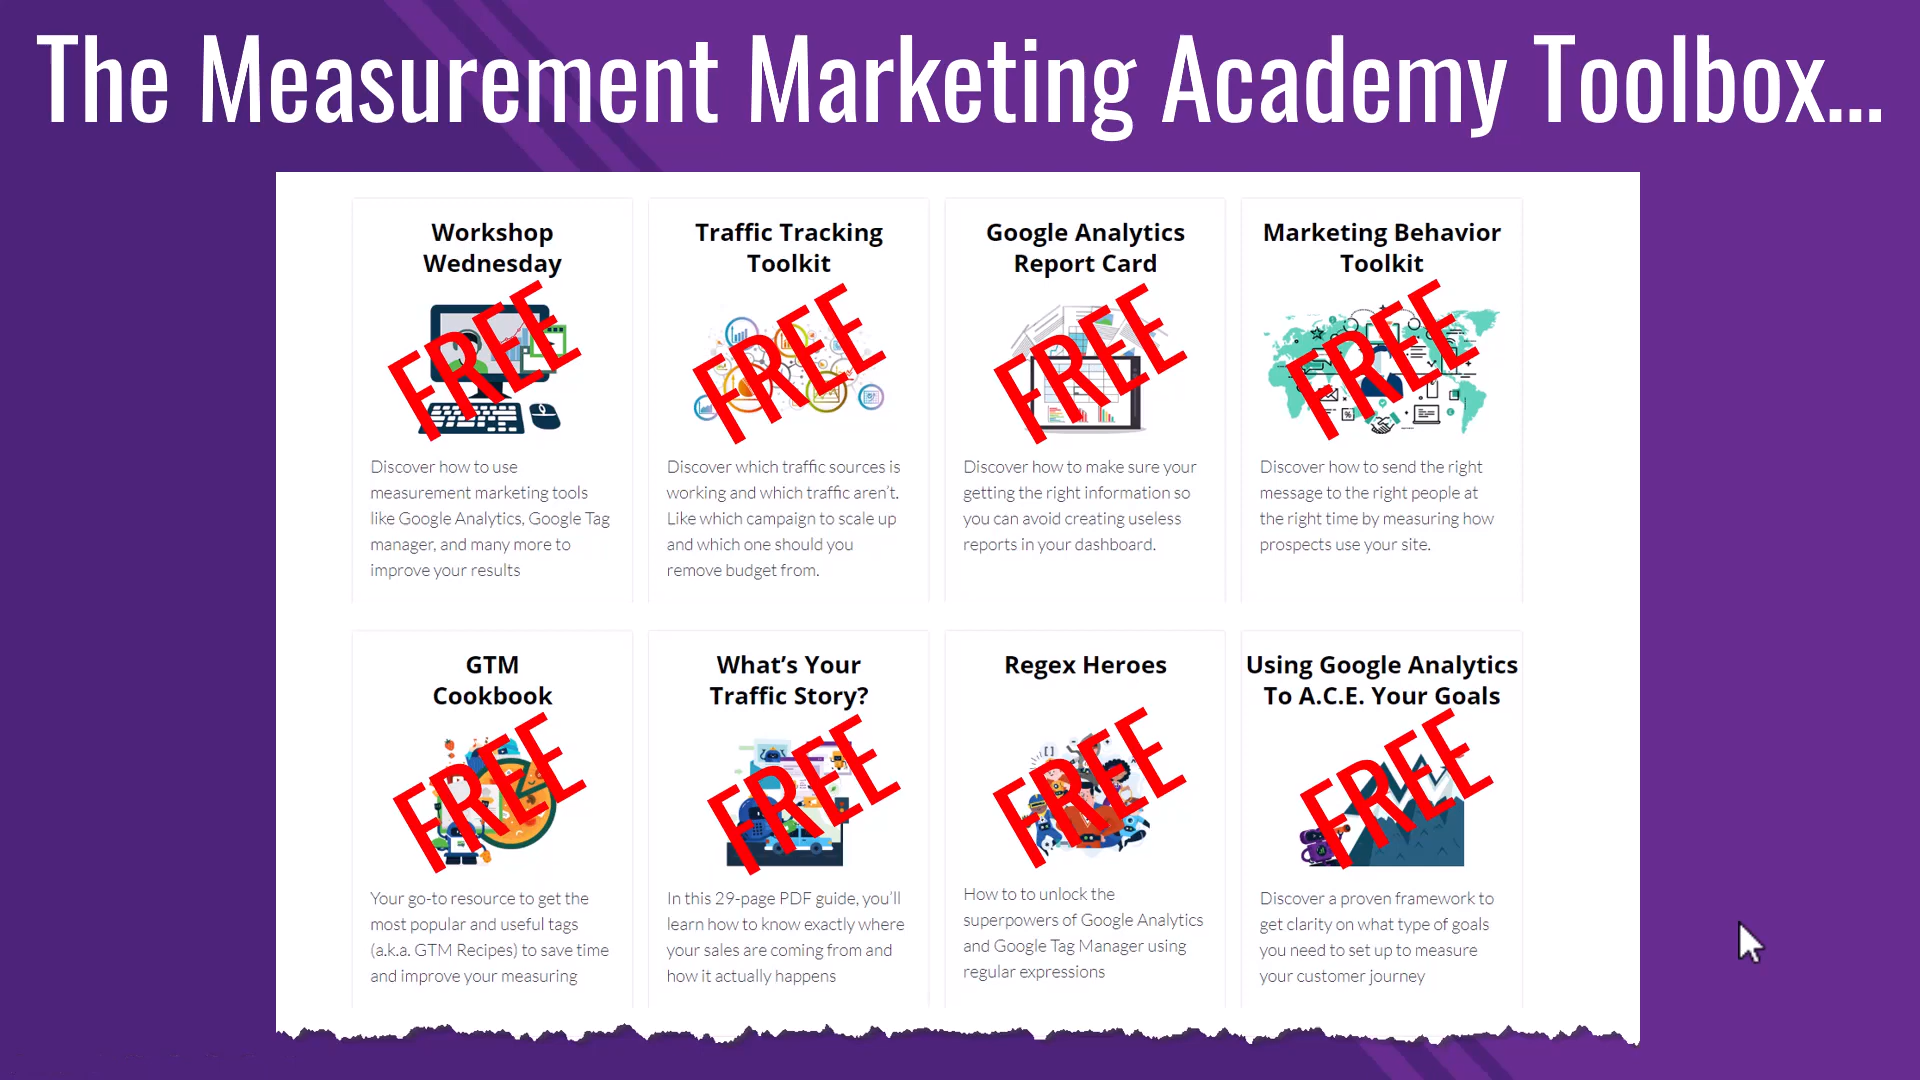 The Measurement Marketing Academy Toolbox...
Workshop
Wednesday
FREE
Discover how to use
measurement marketing tools
like Google Analytics, Google Tag
manager, and many more to
improve your results
Traffic Tracking
Toolkit
FREE
Discover which traffic sources is
working and which traffic aren’t.
Like which campaign to scale up
and which one should you
remove budget from.
Google Analytics
Report Card
FREE
Discover how to make sure your
getting the right information so
you can avoid creating useless
reports in your dashboard.
Marketing Behavior
Toolkit
FREE
Discover how to send the right
message to the right people at
the right time by measuring how
prospects use your site.
GTM
Cookbook
FREE
Your go-to resource to get the
most popular and useful tags
(a.k.a. GTM Recipes) to save time
and improve your measuring
What’s Your
Traffic Story?
FREE
In this 29-page PDF guide, you’ll
learn how to know exactly where
your sales are coming from and
how it actually happens
Regex Heroes
FREE
How to to unlock the
superpowers of Google Analytics
and Google Tag Manager using
regular expressions
Using Google Analytics
To A.C.E. Your Goals
FREE
Discover a proven framework to
get clarity on what type of goals
you need to set up to measure
your customer journey